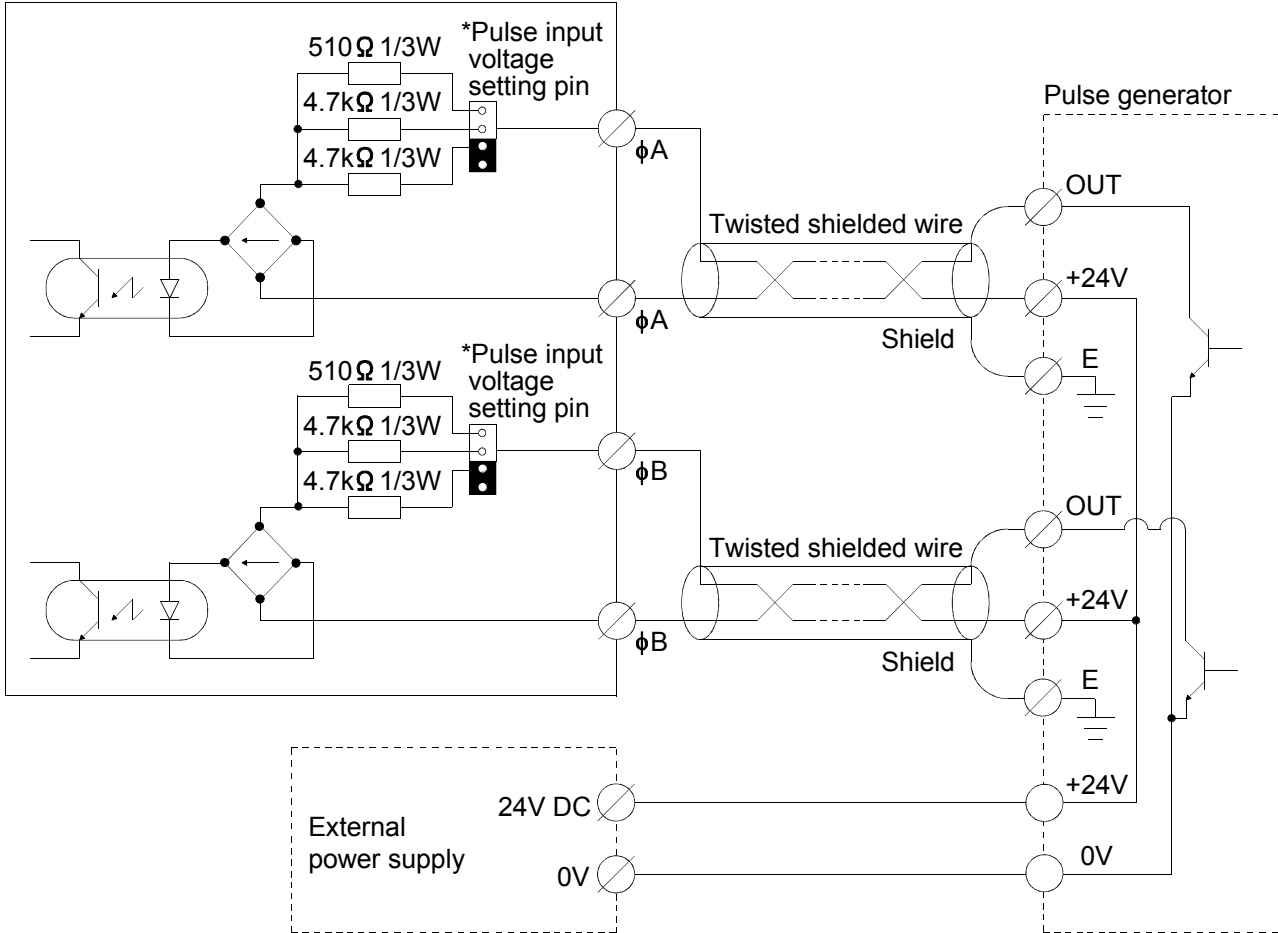 510Ω 1/3W
*Pulse input
voltage
setting pin
4.7kΩ 1/3W
4.7kΩ 1/3W
ϕA
Pulse generator
OUT
Twisted shielded wire
+24V
ϕA
Shield
E
510Ω 1/3W
*Pulse input
voltage
setting pin
4.7kΩ 1/3W
4.7kΩ 1/3W
ϕB
OUT
Twisted shielded wire
+24V
ϕB
Shield
E
External
power supply
24V DC
0V
+24V
0V